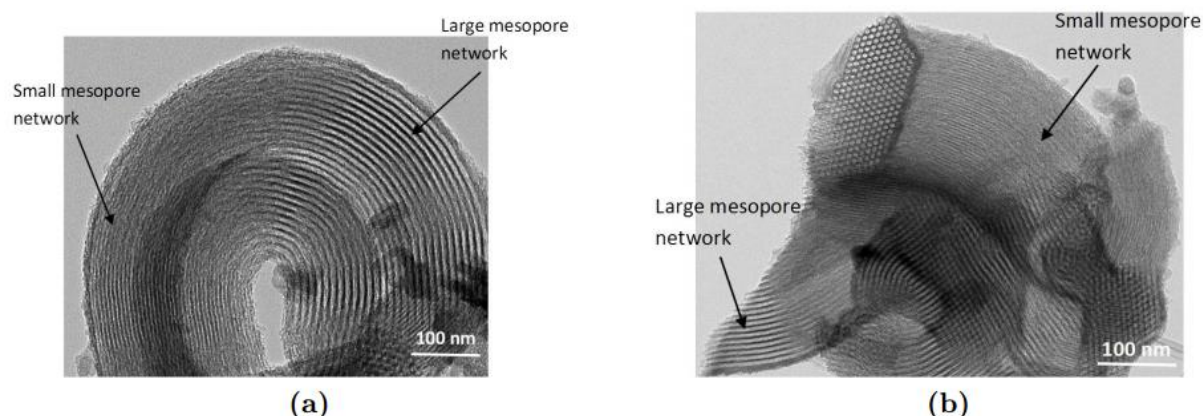 Large mesopore
network
Small mesopore
network
100 nm
(a)
Small mesopore
network
Large mesopore
network
100 nm
(b)